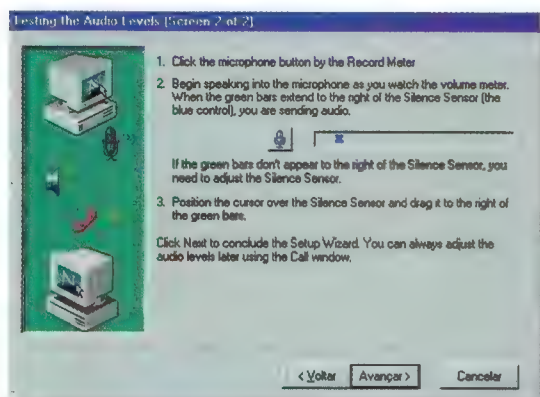 Testing the Audio Levels (Screen 2 of 2)
1. Click the microphone button by the Record Meter
2. Begin speaking into the microphone as you watch the volume meter.
When the green bars extend to the right of the Silence Sensor (the
blue control), you are sending audio.
If the green bars don't appear to the right of the Silence Sensor, you
need to adjust the Silence Sensor.
3. Position the cursor over the Silence Sensor and drag it to the right of
the green bars.
Click Next to conclude the Setup Wizard. You can always adjust the
audio levels later using the Call window.
< Voltar Avançar > Cancelar